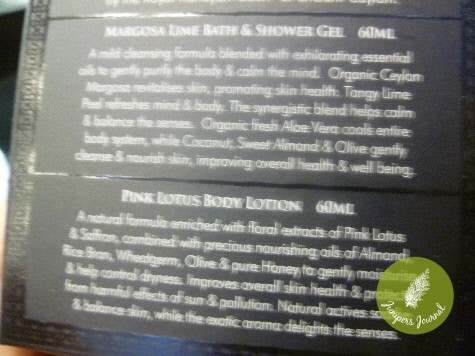 by the Royal
MARGOSA LIME BATH & SHOWER GEL 60ML
A mild cleansing formula blended with exhilarating essential
oils to gently purify the body & calm the mind. Organic Ceylon
Margosa revitalises skin, promoting skin health. Tangy Lime
Peel refreshes mind & body. The synergistic blend helps calm
& balance the senses. Organic fresh Aloe Vera cools entire
body system, while Coconut, Sweet Almond & Olive gently
cleanse & nourish skin, improving overall health & well being.
PINK LOTUS BODY LOTION 60ML
A natural formula enriched with floral extracts of Pink Lotus
& Saffron, combined with precious nourishing oils of Almond,
Rice Bran, Wheatgerm, Olive & pure Honey to gently
& help control dryness. Improves overall skin health &
from harmful effects of sun & pollution. Natural actives
& balance skin, while the exotic aroma delights the senses.
Junipers Journal